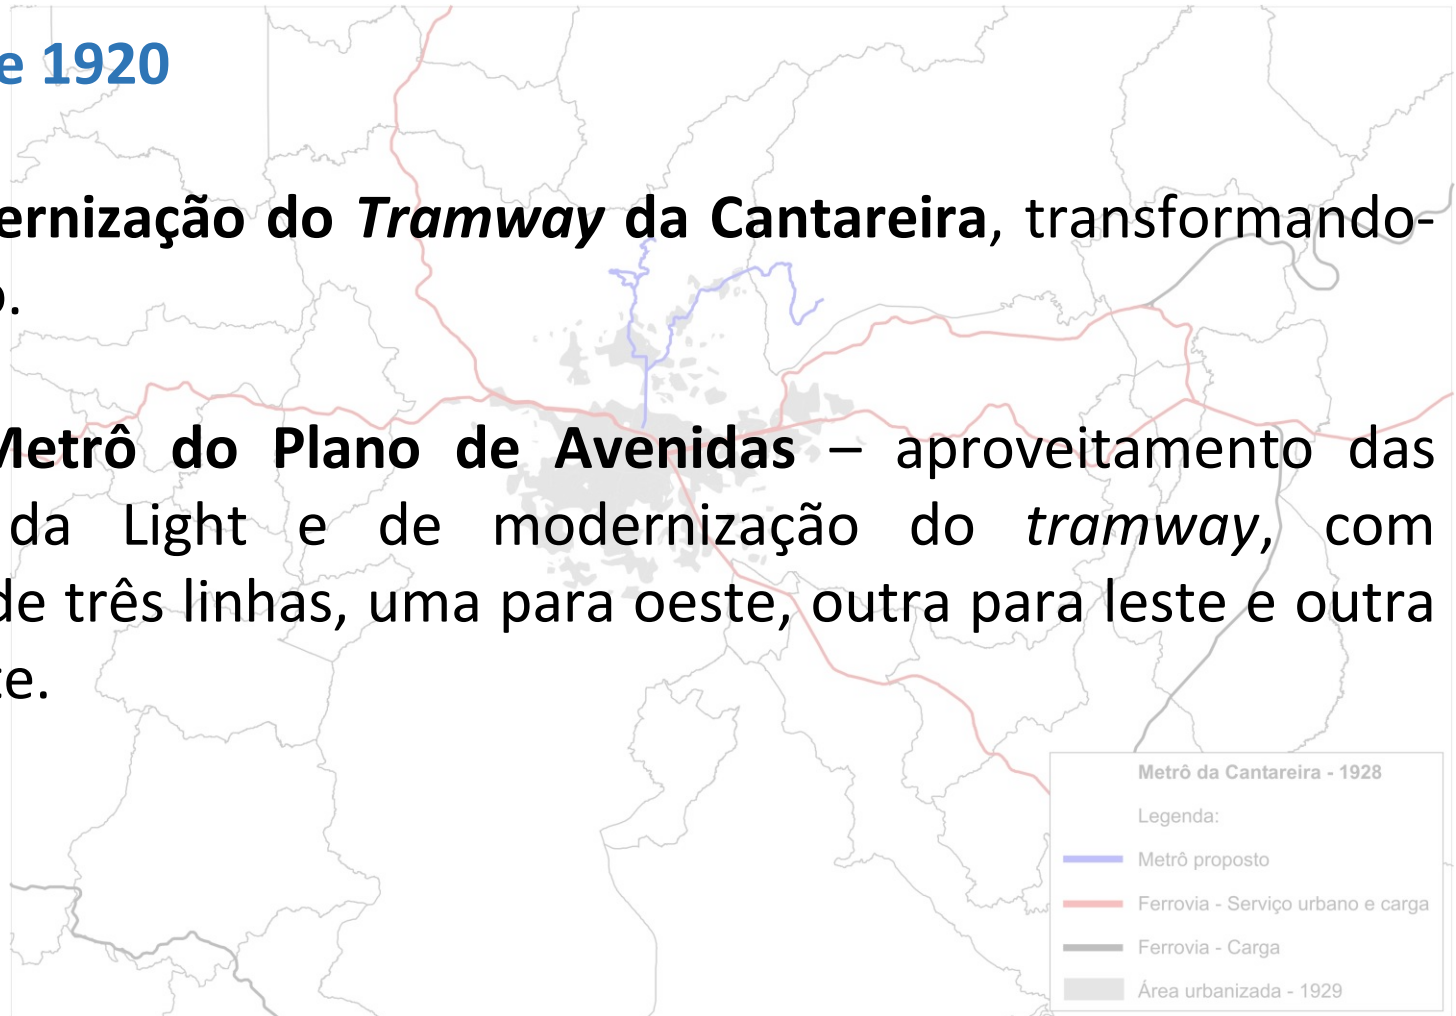 e 1920
ernização do Tramway da Cantareira, transformando-
o.
Metrô do Plano de Avenidas – aproveitamento das
da Light e de modernização do tramway, com
de três linhas, uma para oeste, outra para leste e outra
te.
Metrô da Cantareira - 1928
Legenda:
Metrô proposto
Ferrovia - Serviço urbano e carga
Ferrovia - Carga
Área urbanizada - 1929